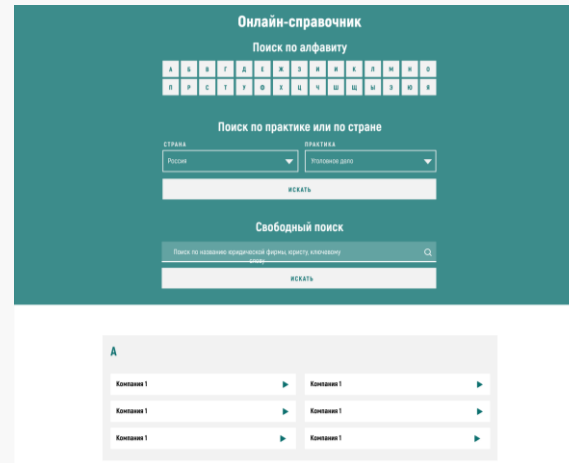 Онлайн-справочник
Поиск по алфавиту
А Б В Г Д Е Ж З И Й К Л М Н О
П Р С Т У Ф Х Ц Ч Ш Щ Ы Э Ю Я
Поиск по практике или по стране
СТРАНА ПРАКТИКА
Россия Уголовное дело
ИСКАТЬ
Свободный поиск
Поиск по названию юридической фирмы, юристу, ключевому
слову
ИСКАТЬ
А
Компания 1 Компания 1
Компания 1 Компания 1
Компания 1 Компания 1